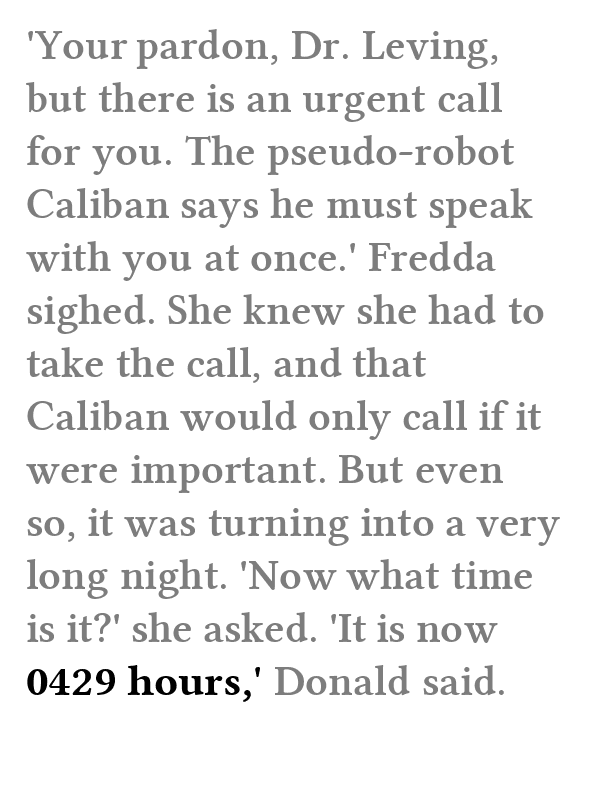 'Your pardon, Dr. Leving,
but there is an urgent call
for you. The pseudo-robot
Caliban says he must speak
with you at once.' Fredda
sighed. She knew she had to
take the call, and that
Caliban would only call if it
were important. But even
so, it was turning into a very
long night. 'Now what time
is it?' she asked. 'It is now
0429 hours,' Donald said.